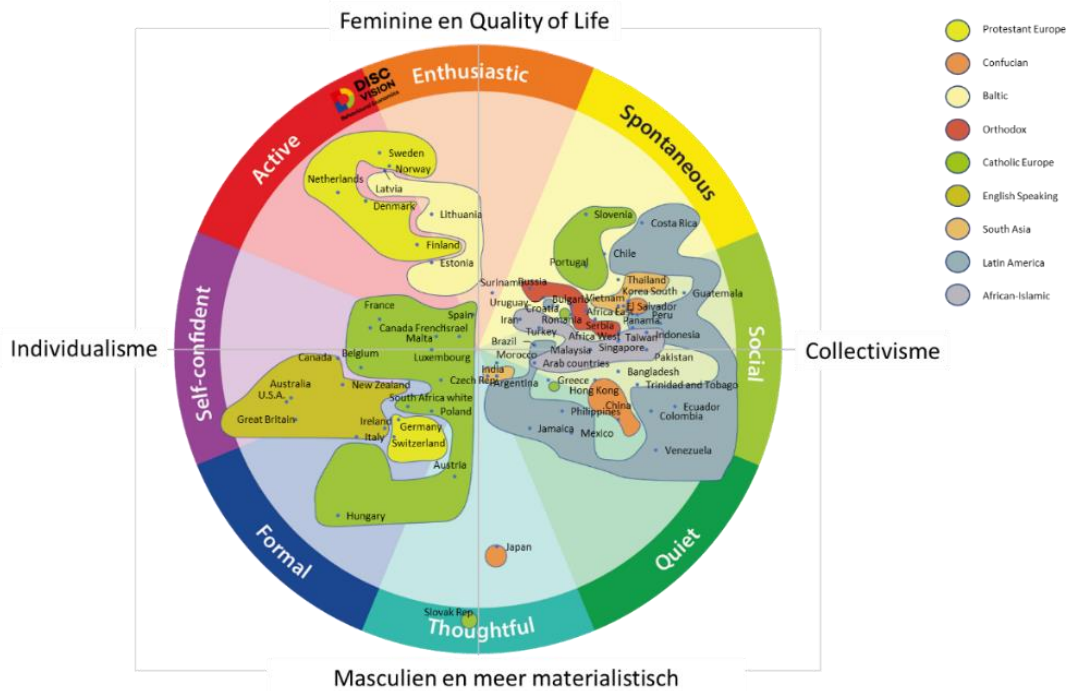 Feminine en Quality of Life
Protestant Europe
Confucian
Baltic
Orthodox
Catholic Europe
English Speaking
South Asia
Latin America
African-Islamic
DISC
VISION
Behavioural Economics
Enthusiastic
Spontaneous
Active
Social
Self-confident
Formal
Thoughtful
Quiet
Individualisme
Collectivisme
Sweden
Norway
Netherlands
Latvia
Denmark
Lithuania
Finland
Estonia
Slovenia
Costa Rica
Portugal
Chile
Suriname
Russia
Thailand
Korea South
Guatemala
Uruguay
Bulgaria
Vietnam
Croatia
Africa East
El Salvador
Iran
Romania
Serbia
Panama
Peru
Turkey
Africa West
Taiwan
Indonesia
Brazil
Malaysia
Singapore
Morocco
Arab countries
Pakistan
France
Spain
Canada French
Israel
Malta
Luxembourg
Canada
Belgium
India
Czech Rep
Argentina
Greece
Bangladesh
Hong Kong
Trinidad and Tobago
Australia
New Zealand
U.S.A.
South Africa white
Poland
China
Philippines
Ecuador
Colombia
Great Britain
Ireland
Germany
Italy
Switzerland
Jamaica
Mexico
Venezuela
Austria
Hungary
Japan
Slovak Rep
Masculien en meer materialistisch